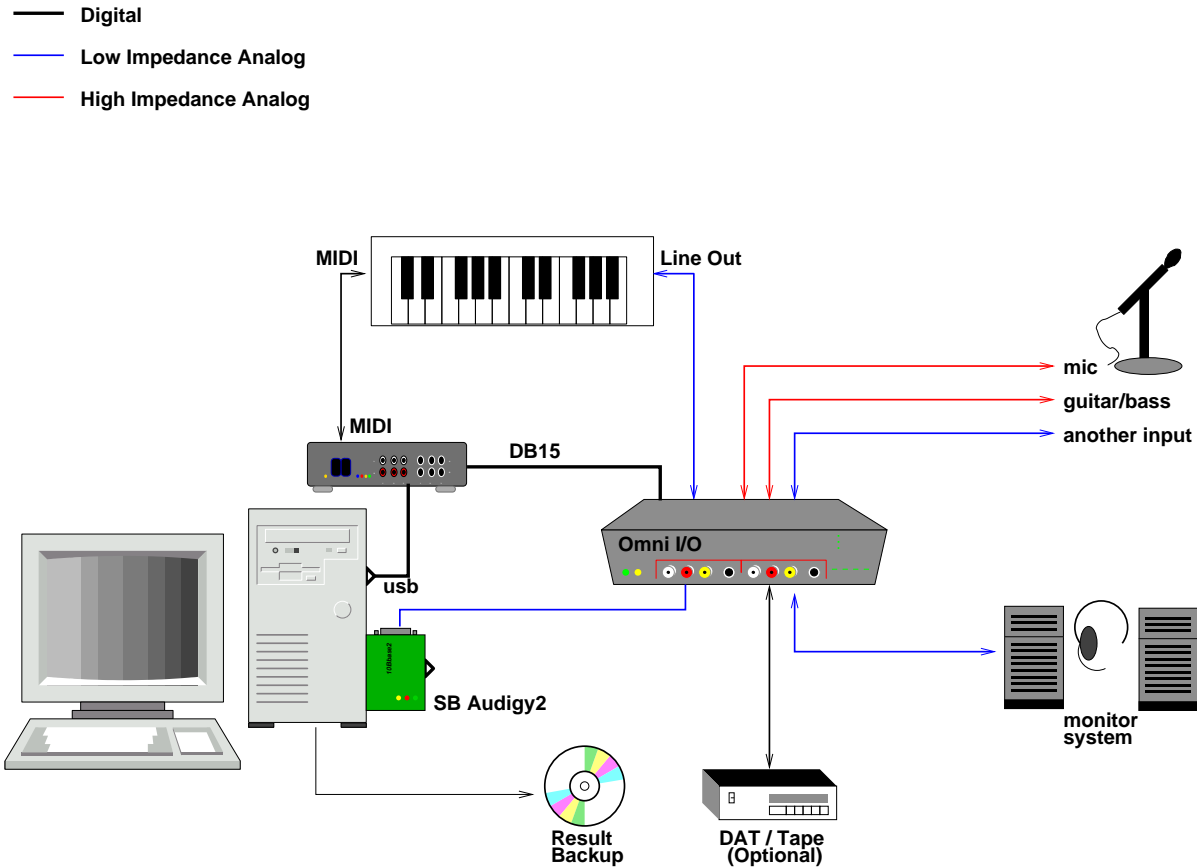 Digital
Low Impedance Analog
High Impedance Analog
MIDI
Line Out
mic
guitar/bass
another input
MIDI
DB15
Omni I/O
usb
10Base2
SB Audigy2
monitor
system
Result
Backup
DAT / Tape
(Optional)